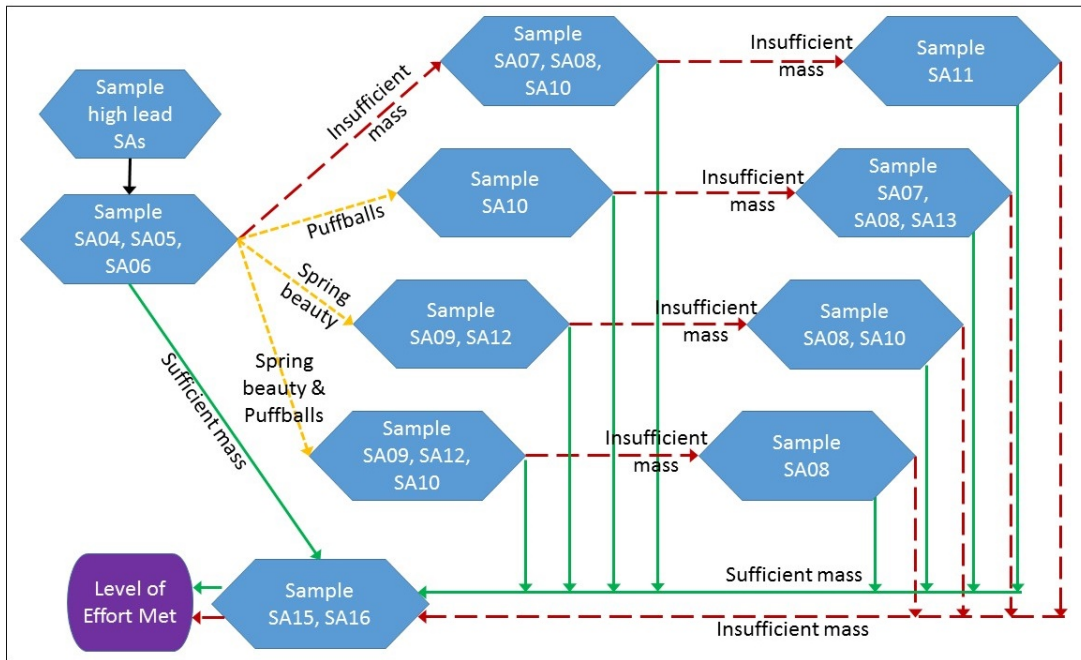 Sample
high lead
SAs
Sample
SA04, SA05,
SA06
Insufficient
mass
Sample
SA07, SA08,
SA10
Insufficient
mass
Sample
SA11
Puffballs
Sample
SA10
Insufficient
mass
Sample
SA07,
SA08, SA13
Spring
beauty
Sample
SA09, SA12
Insufficient
mass
Sample
SA08, SA10
Spring
beauty &
Puffballs
Sample
SA09, SA12,
SA10
Insufficient
mass
Sample
SA08
Sufficient mass
Level of
Effort Met
Sample
SA15, SA16
Sufficient mass
Insufficient mass